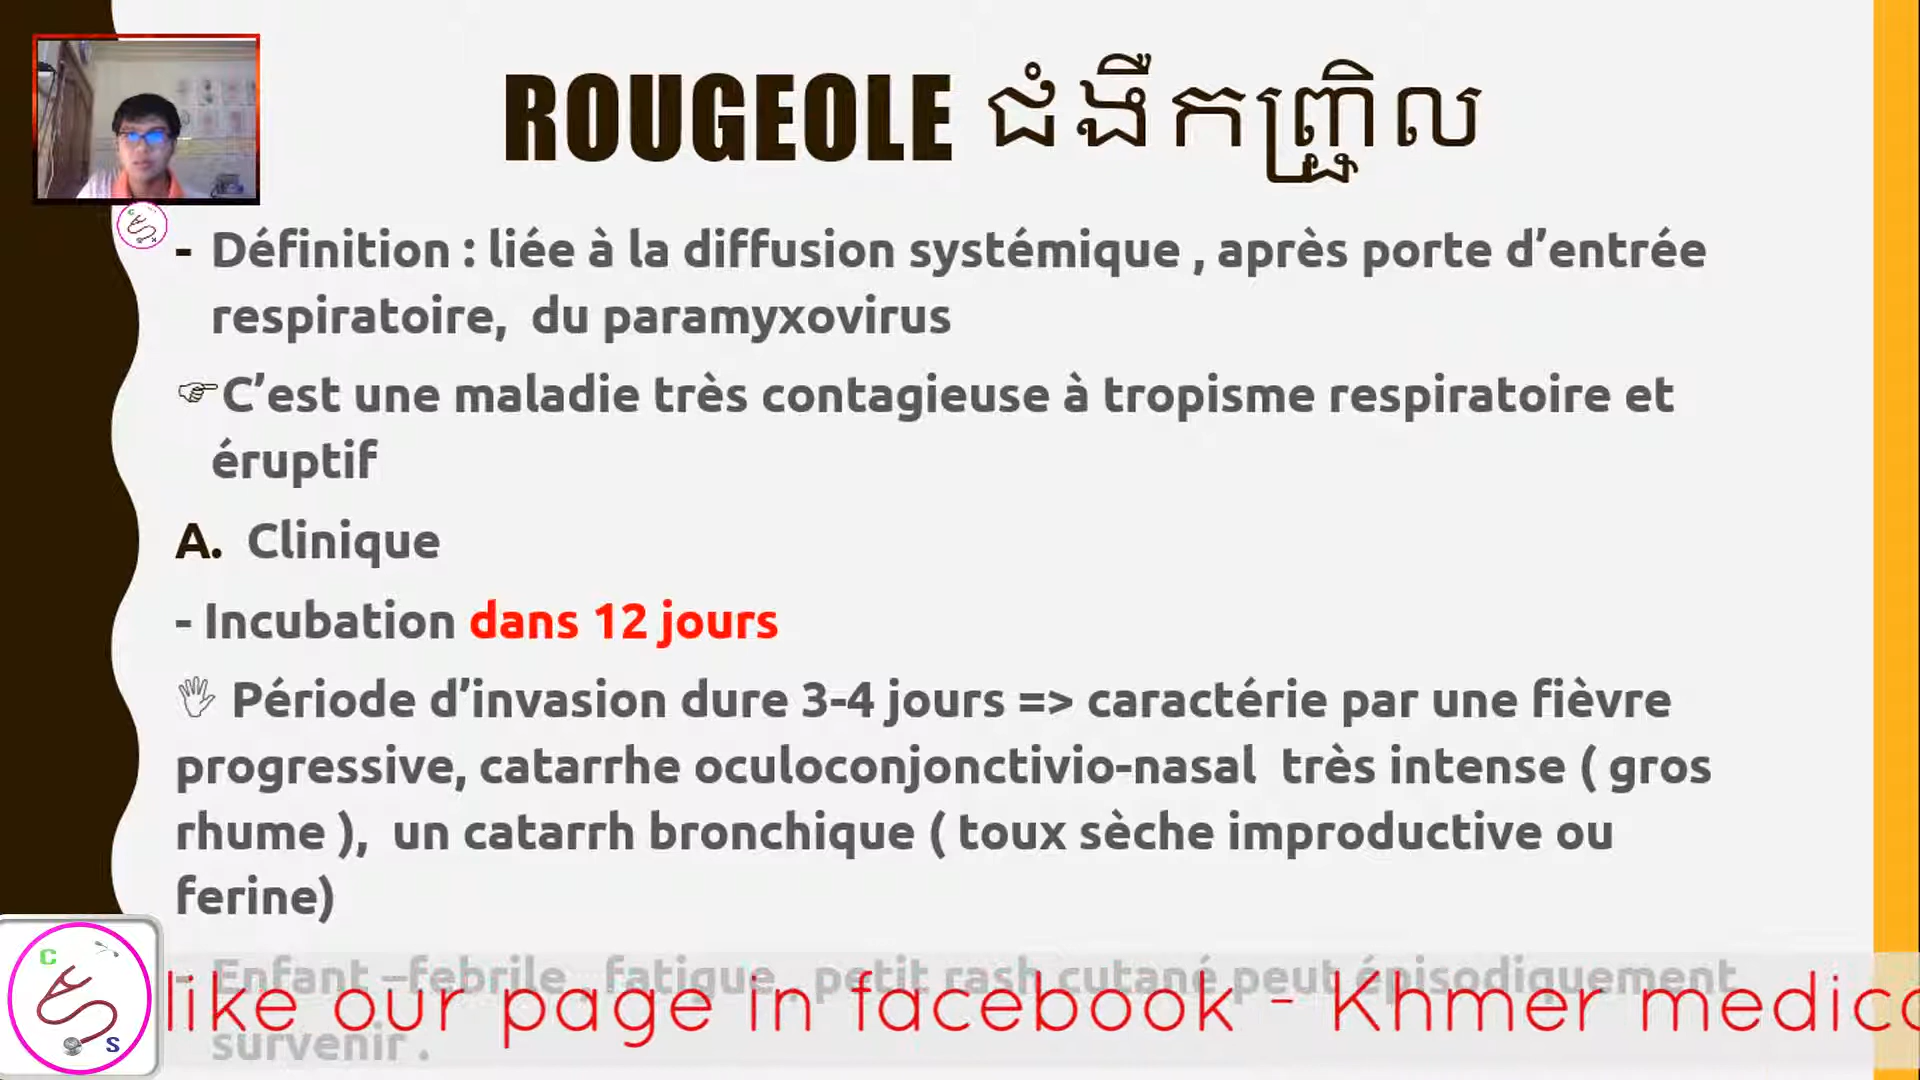 ROUGEOLE ជំងឺកញ្ជ្រិល
- Définition : liée à la diffusion systémique , après porte d’entrée
respiratoire, du paramyxovirus
☞C’est une maladie très contagieuse à tropisme respiratoire et
éruptif
A. Clinique
- Incubation dans 12 jours
🖑 Période d’invasion dure 3-4 jours => caractérie par une fièvre
progressive, catarrhe oculoconjonctivio-nasal très intense ( gros
rhume ), un catarrh bronchique ( toux sèche improductive ou
ferine)
- Enfant –febrile , fatigue , petit rash cutané peut épisodiquement
survenir .
like our page in facebook - Khmer medic
C
S